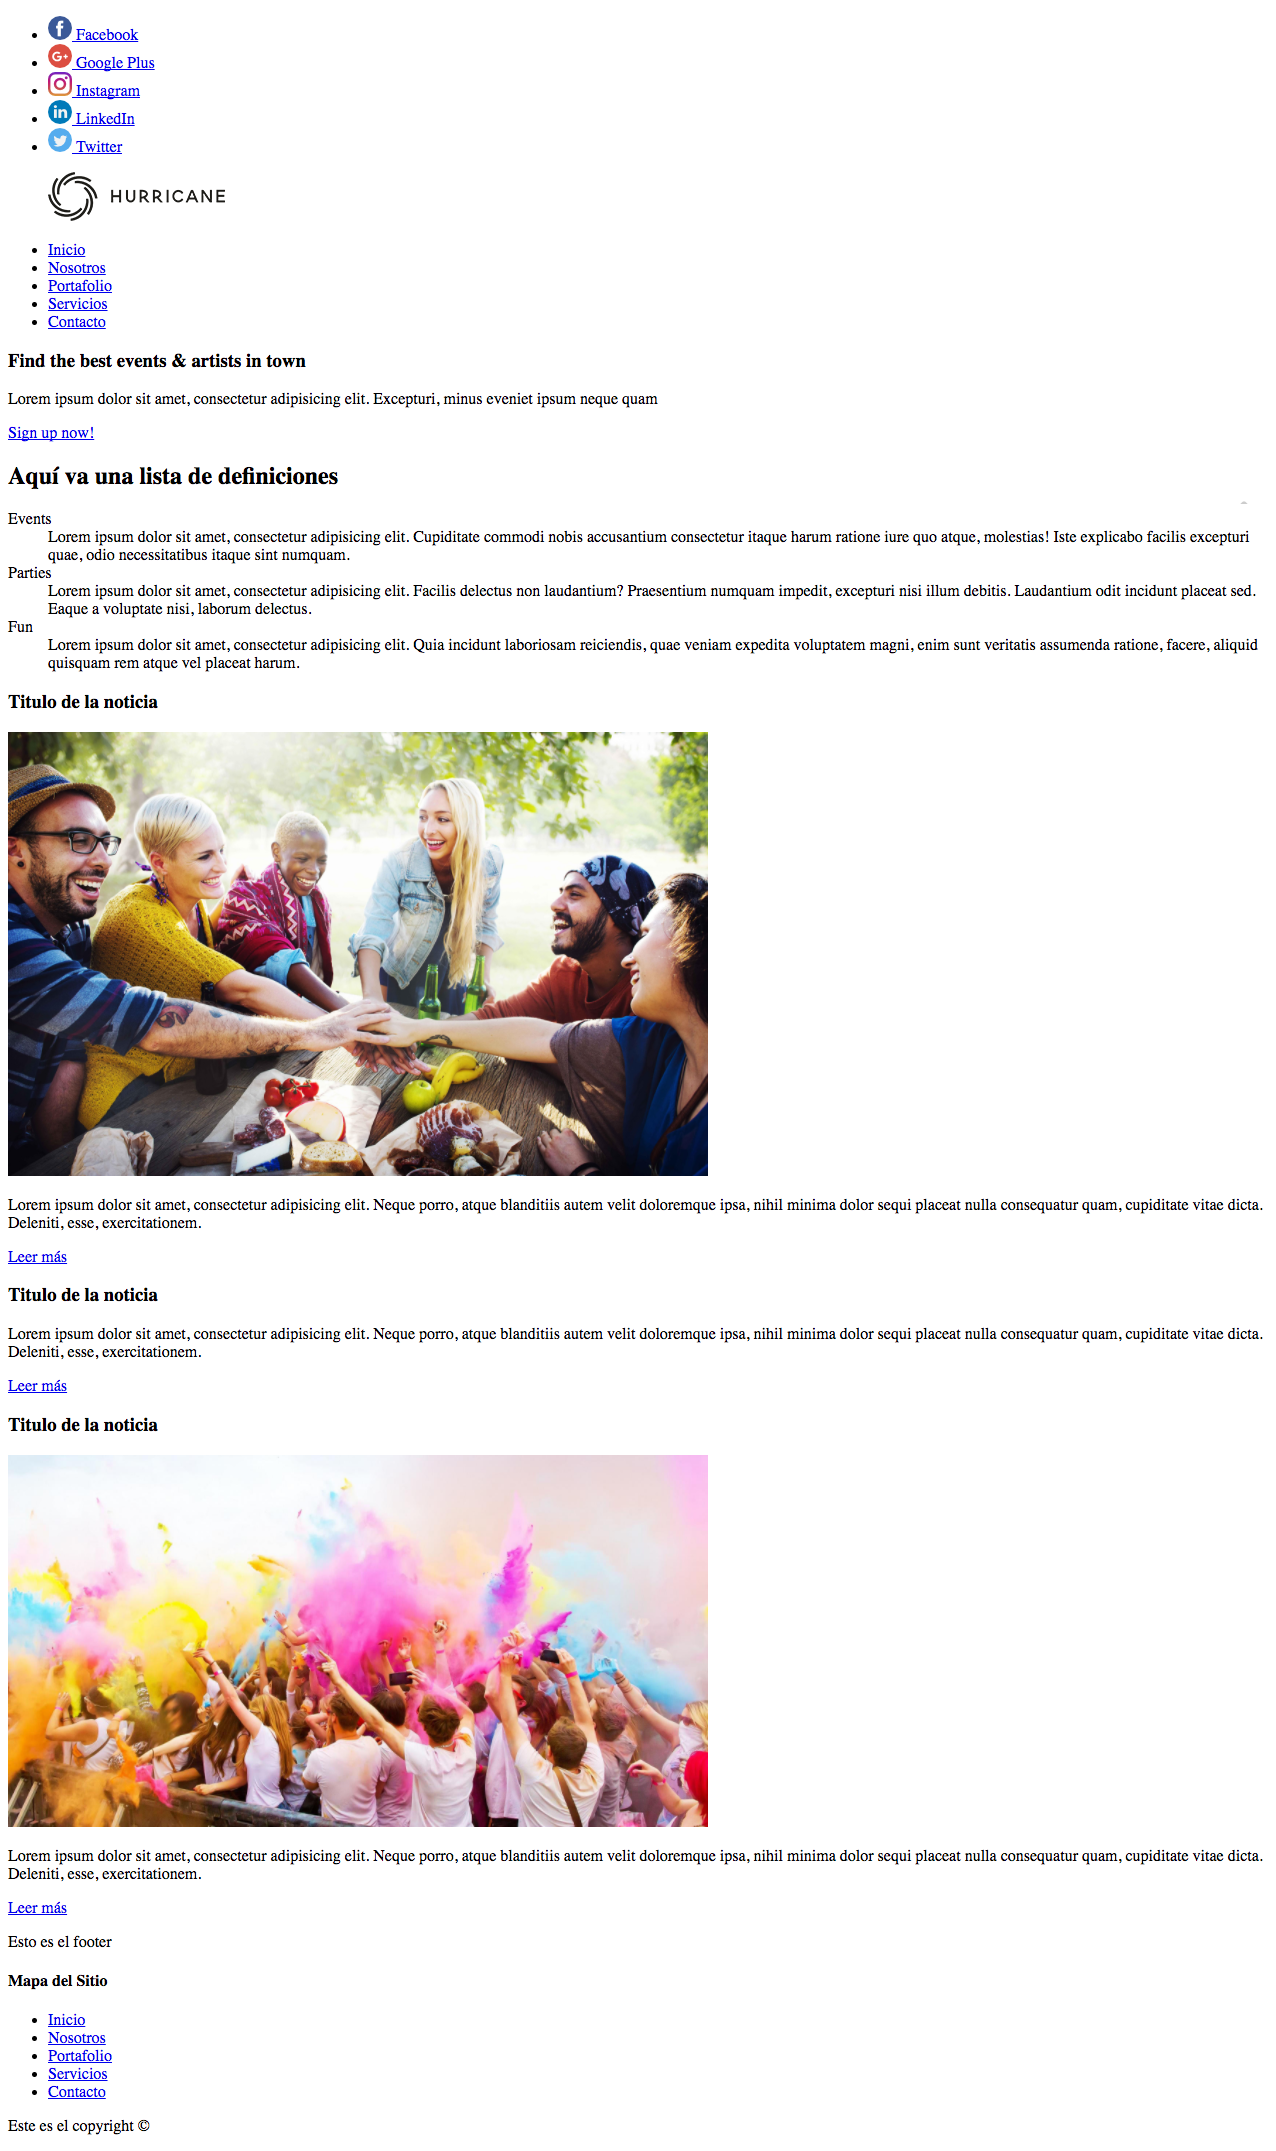 Facebook
Google Plus
Instagram
LinkedIn
Twitter
HURRICANE
Inicio
Nosotros
Portafolio
Servicios
Contacto
Find the best events & artists in town
Lorem ipsum dolor sit amet, consectetur adipisicing elit. Excepturi, minus eveniet ipsum neque quam
Sign up now!
Aquí va una lista de definiciones
Events
Lorem ipsum dolor sit amet, consectetur adipisicing elit. Cupiditate commodi nobis accusantium consectetur itaque harum ratione iure quo atque, molestias! Iste explicabo facilis excepturi
quae, odio necessitatibus itaque sint numquam.
Parties
Lorem ipsum dolor sit amet, consectetur adipisicing elit. Facilis delectus non laudantium? Praesentium numquam impedit, excepturi nisi illum debitis. Laudantium odit incidunt placeat sed.
Eaque a voluptate nisi, laborum delectus.
Fun
Lorem ipsum dolor sit amet, consectetur adipisicing elit. Quia incidunt laboriosam reiciendis, quae veniam expedita voluptatem magni, enim sunt veritatis assumenda ratione, facere, aliquid
quisquam rem atque vel placeat harum.
Titulo de la noticia
Lorem ipsum dolor sit amet, consectetur adipisicing elit. Neque porro, atque blanditiis autem velit doloremque ipsa, nihil minima dolor sequi placeat nulla consequatur quam, cupiditate vitae dicta.
Deleniti, esse, exercitationem.
Leer más
Titulo de la noticia
Lorem ipsum dolor sit amet, consectetur adipisicing elit. Neque porro, atque blanditiis autem velit doloremque ipsa, nihil minima dolor sequi placeat nulla consequatur quam, cupiditate vitae dicta.
Deleniti, esse, exercitationem.
Leer más
Titulo de la noticia
Lorem ipsum dolor sit amet, consectetur adipisicing elit. Neque porro, atque blanditiis autem velit doloremque ipsa, nihil minima dolor sequi placeat nulla consequatur quam, cupiditate vitae dicta.
Deleniti, esse, exercitationem.
Leer más
Esto es el footer
Mapa del Sitio
Inicio
Nosotros
Portafolio
Servicios
Contacto
Este es el copyright ©